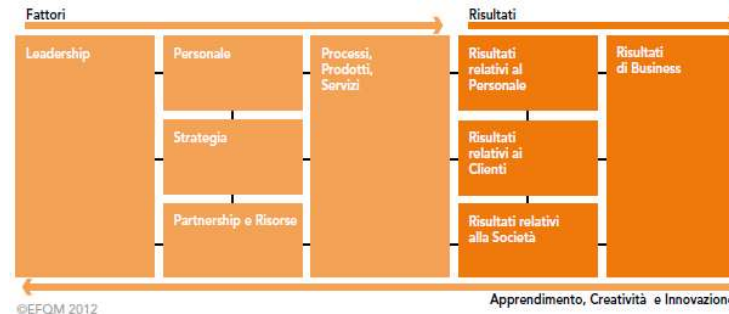 Fattori
Risultati
Leadership
Personale
Processi,
Prodotti,
Servizi
Risultati
relativi al
Personale
Risultati
di Business
Strategia
Risultati
relativi ai
Clienti
Partnership e Risorse
Risultati relativi
alla Società
Apprendimento, Creatività e Innovazione
©EFQM 2012